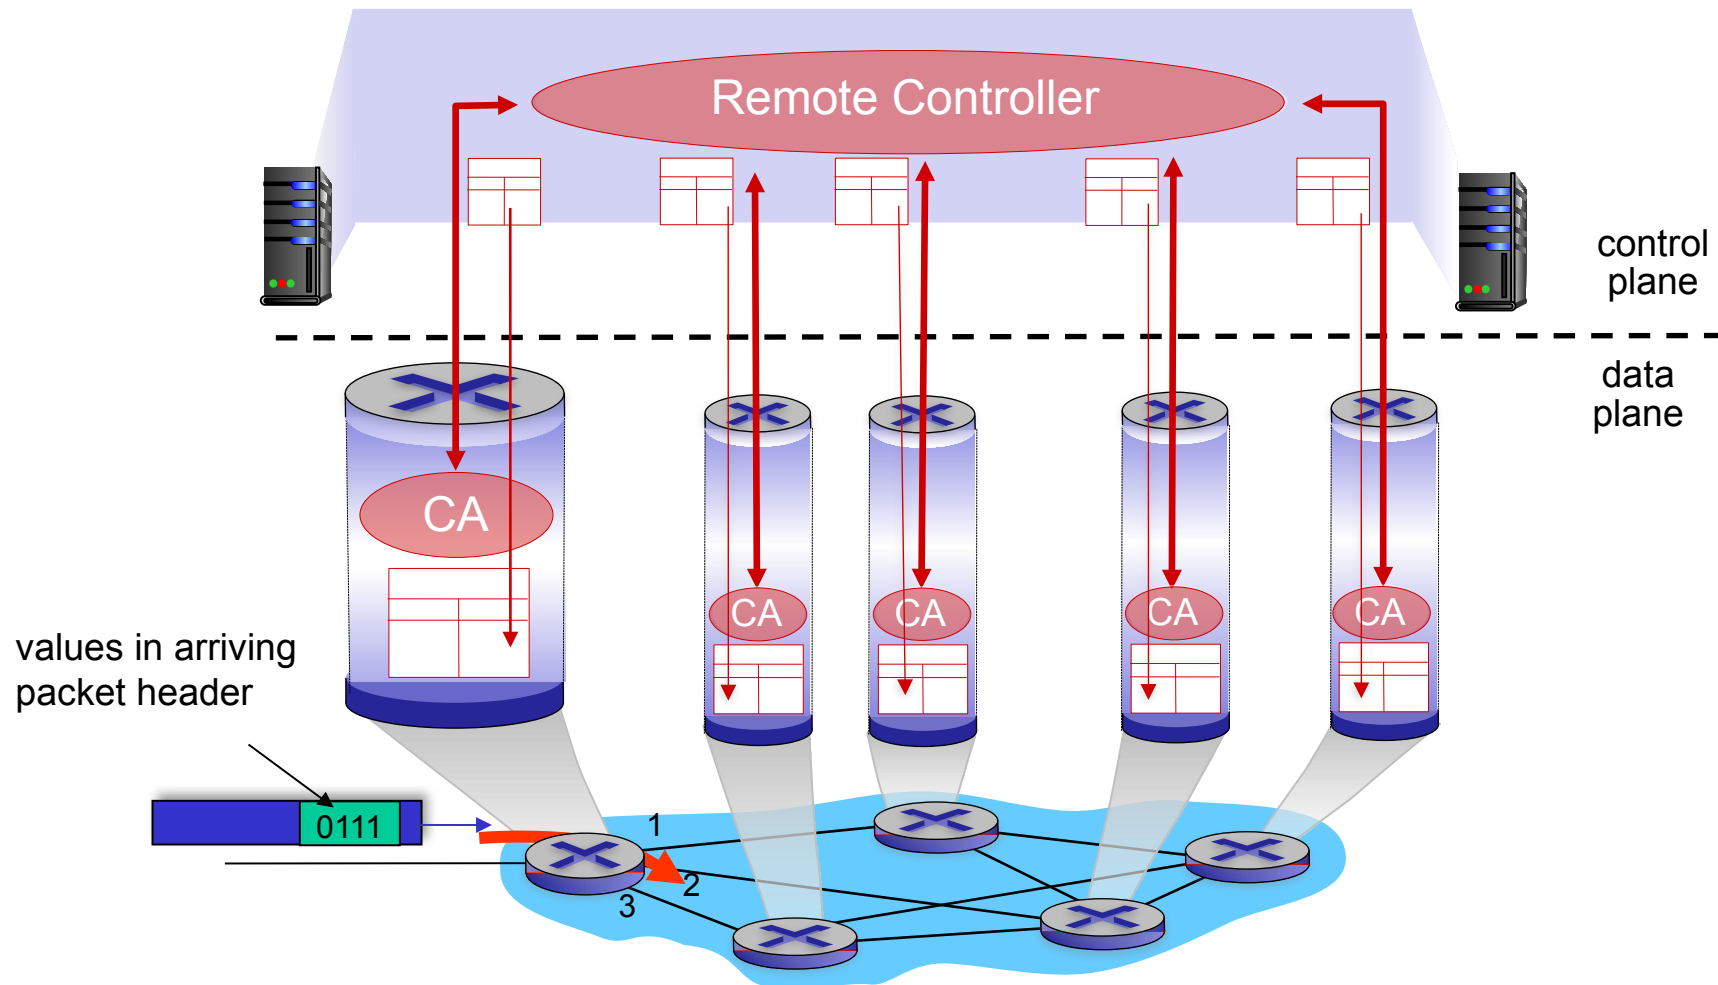 Remote Controller
control
plane
data
plane
CA
CA
CA
CA
CA
values in arriving
packet header
0111
1
2
3